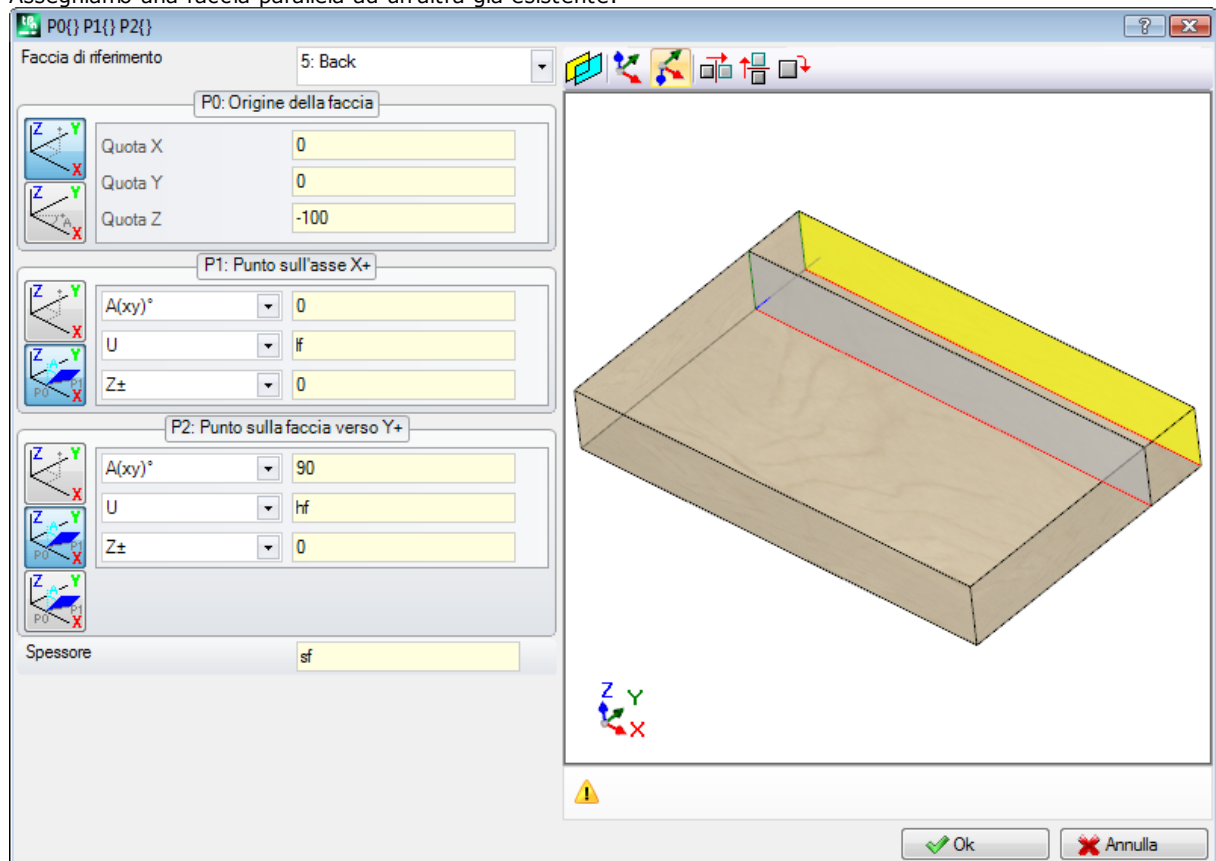 Assegniamo una faccia parallela ad un'altra già esistente:
P0{} P1{} P2{}
Faccia di riferimento
5: Back
P0: Origine della faccia
Quota X
0
Quota Y
0
Quota Z
-100
P1: Punto sull'asse X+
A(xy)°
0
U
lf
Z±
0
P2: Punto sulla faccia verso Y+
A(xy)°
90
U
hf
Z±
0
Spessore
sf
Z Y
X
Ok
Annulla